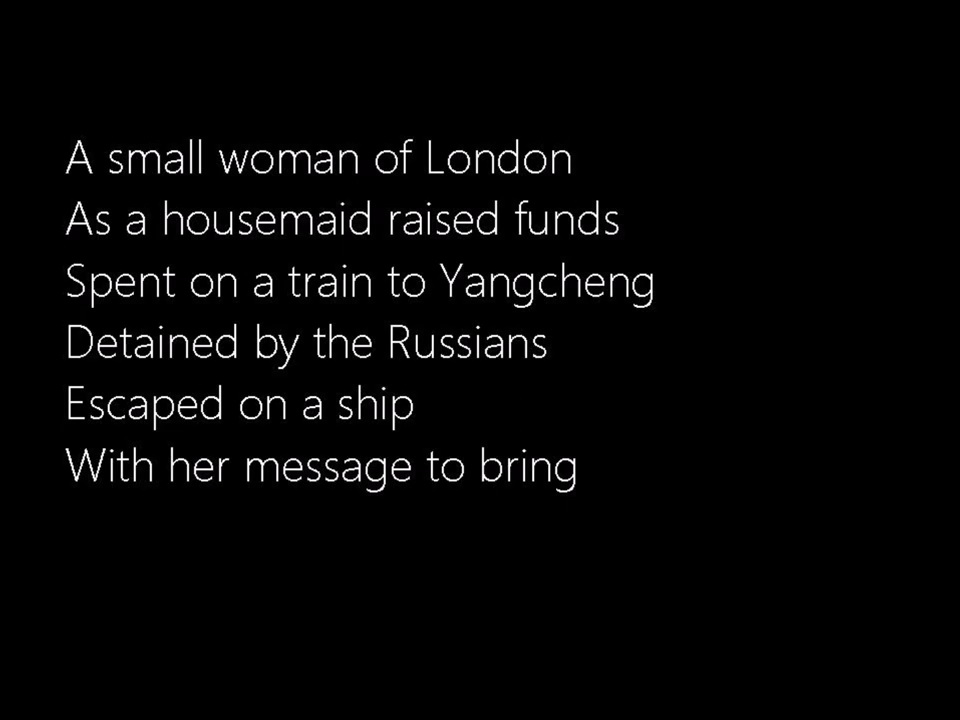 A small woman of London
As a housemaid raised funds
Spent on a train to Yangcheng
Detained by the Russians
Escaped on a ship
With her message to bring